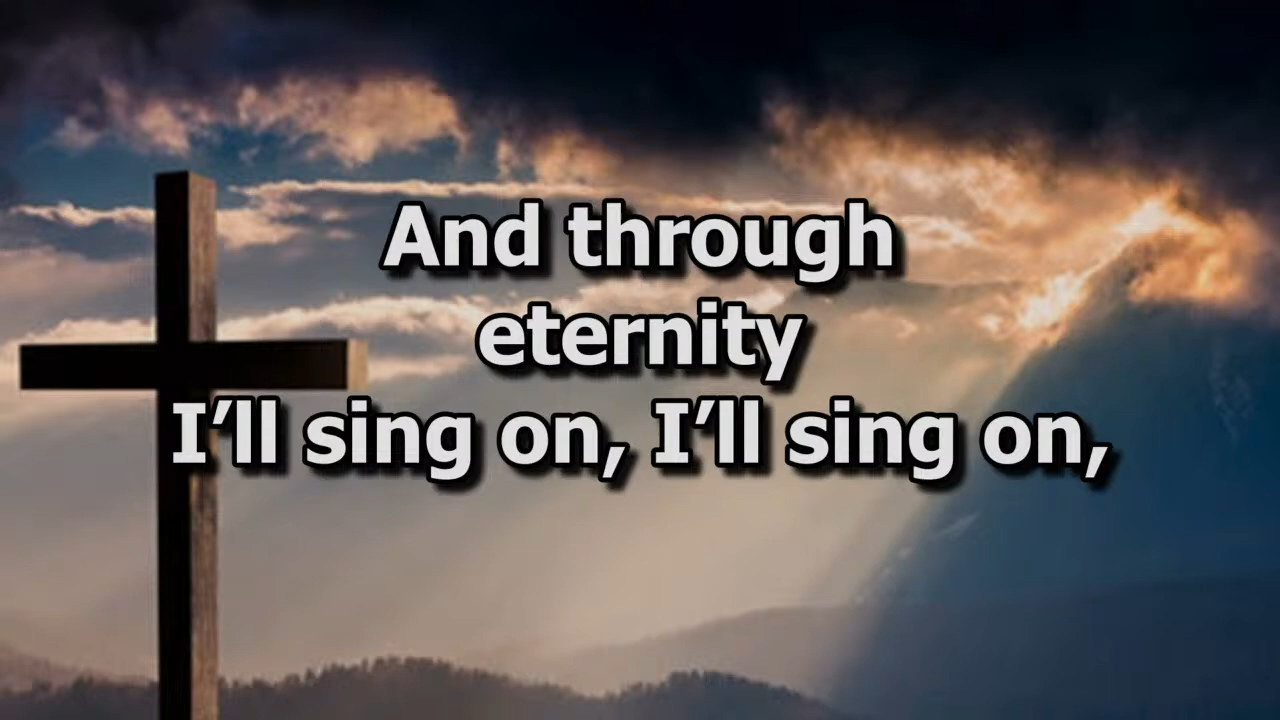 And through
eternity
I’ll sing on, I’ll sing on,